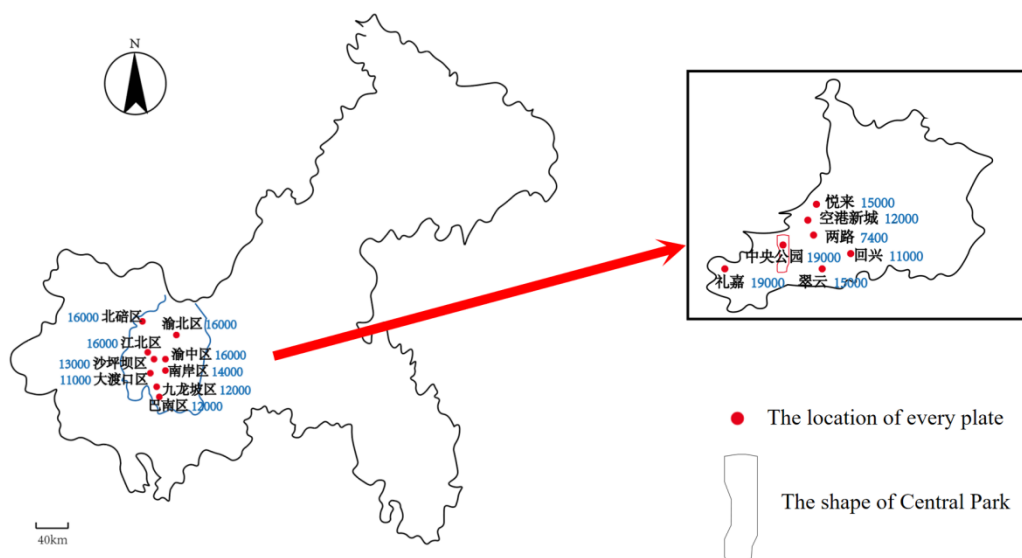 N
16000 北碚区
渝北区 16000
16000 江北区
渝中区 16000
13000 沙坪坝区
南岸区 14000
11000 大渡口区
九龙坡区 12000
巴南区 12000
40km
悦来 15000
空港新城 12000
两路 7400
中央公园 19000
回兴 11000
礼嘉 19000
翠云 15000
The location of every plate
The shape of Central Park